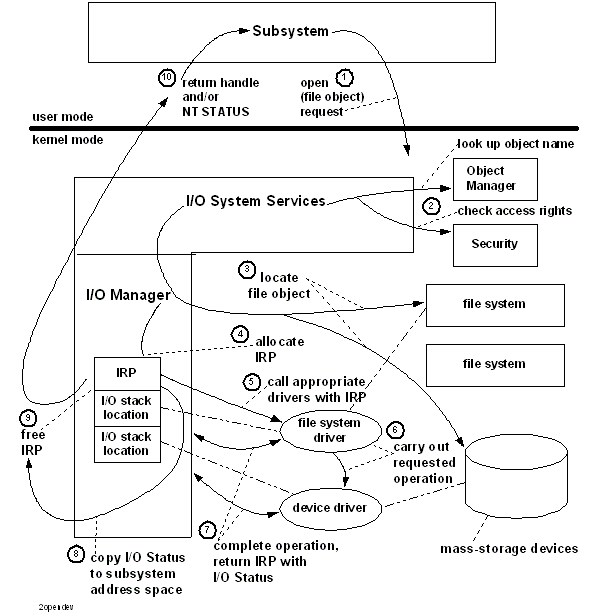 Subsystem
10
return handle
and/or
NT STATUS
1
open
(file object)
request
user mode
kernel mode
look up object name
Object
Manager
I/O System Services
2
check access rights
Security
3
locate
file object
I/O Manager
file system
4
allocate
IRP
file system
IRP
5
call appropriate
drivers with IRP
I/O stack
location
9
free
IRP
file system
driver
6
carry out
requested
operation
I/O stack
location
device driver
7
complete operation,
return IRP with
I/O Status
mass-storage devices
8
copy I/O Status
to subsystem
address space
2opendev